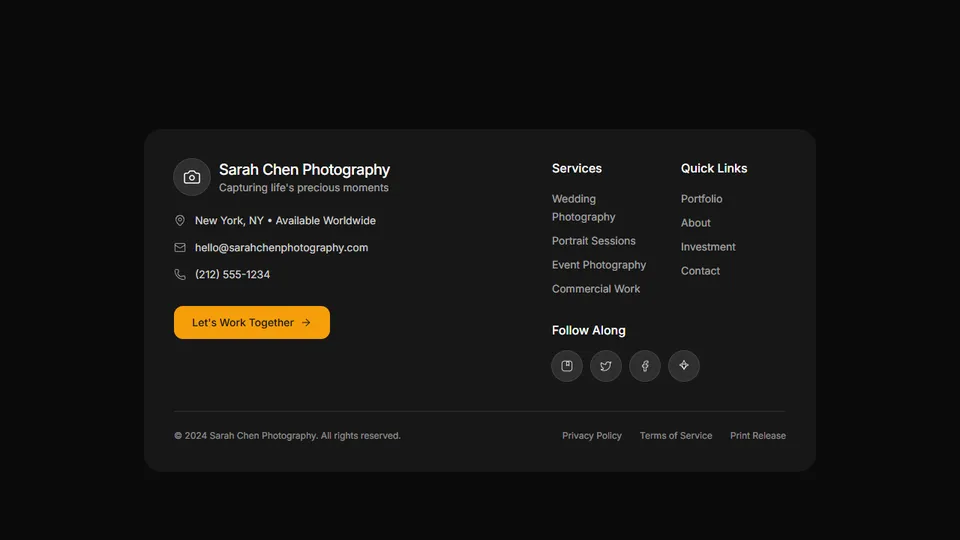 Sarah Chen Photography
Capturing life's precious moments
New York, NY • Available Worldwide
hello@sarahchenphotography.com
(212) 555-1234
Let's Work Together
Services
Wedding
Photography
Portrait Sessions
Event Photography
Commercial Work
Quick Links
Portfolio
About
Investment
Contact
Follow Along
© 2024 Sarah Chen Photography. All rights reserved.
Privacy Policy
Terms of Service
Print Release